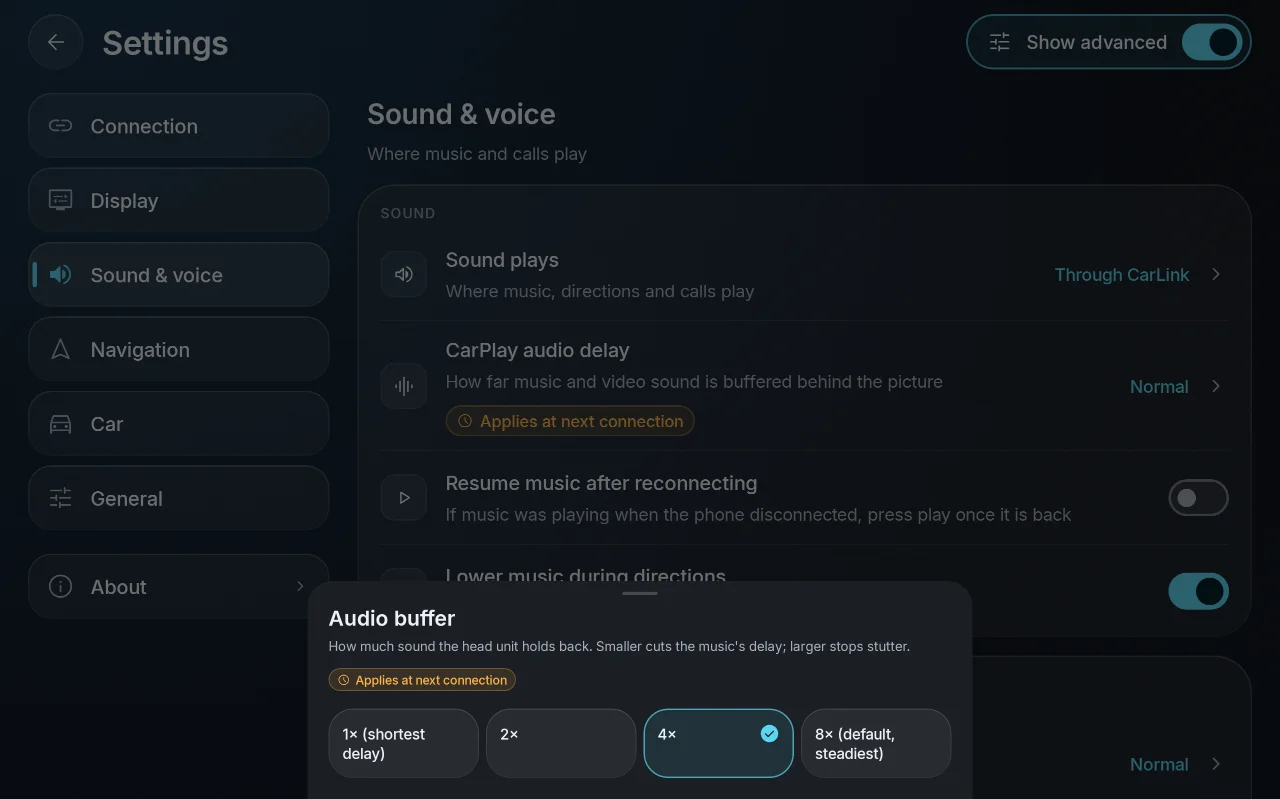 Settings
Show advanced
Connection
Display
Sound & voice
Navigation
Car
General
About
Sound & voice
Where music and calls play
SOUND
Sound plays
Where music, directions and calls play
Through CarLink
CarPlay audio delay
How far music and video sound is buffered behind the picture
Applies at next connection
Normal
Resume music after reconnecting
If music was playing when the phone disconnected, press play once it is back
Lower music during directions
Normal
Audio buffer
How much sound the head unit holds back. Smaller cuts the music's delay; larger stops stutter.
Applies at next connection
1× (shortest
delay)
2×
4×
8× (default,
steadiest)